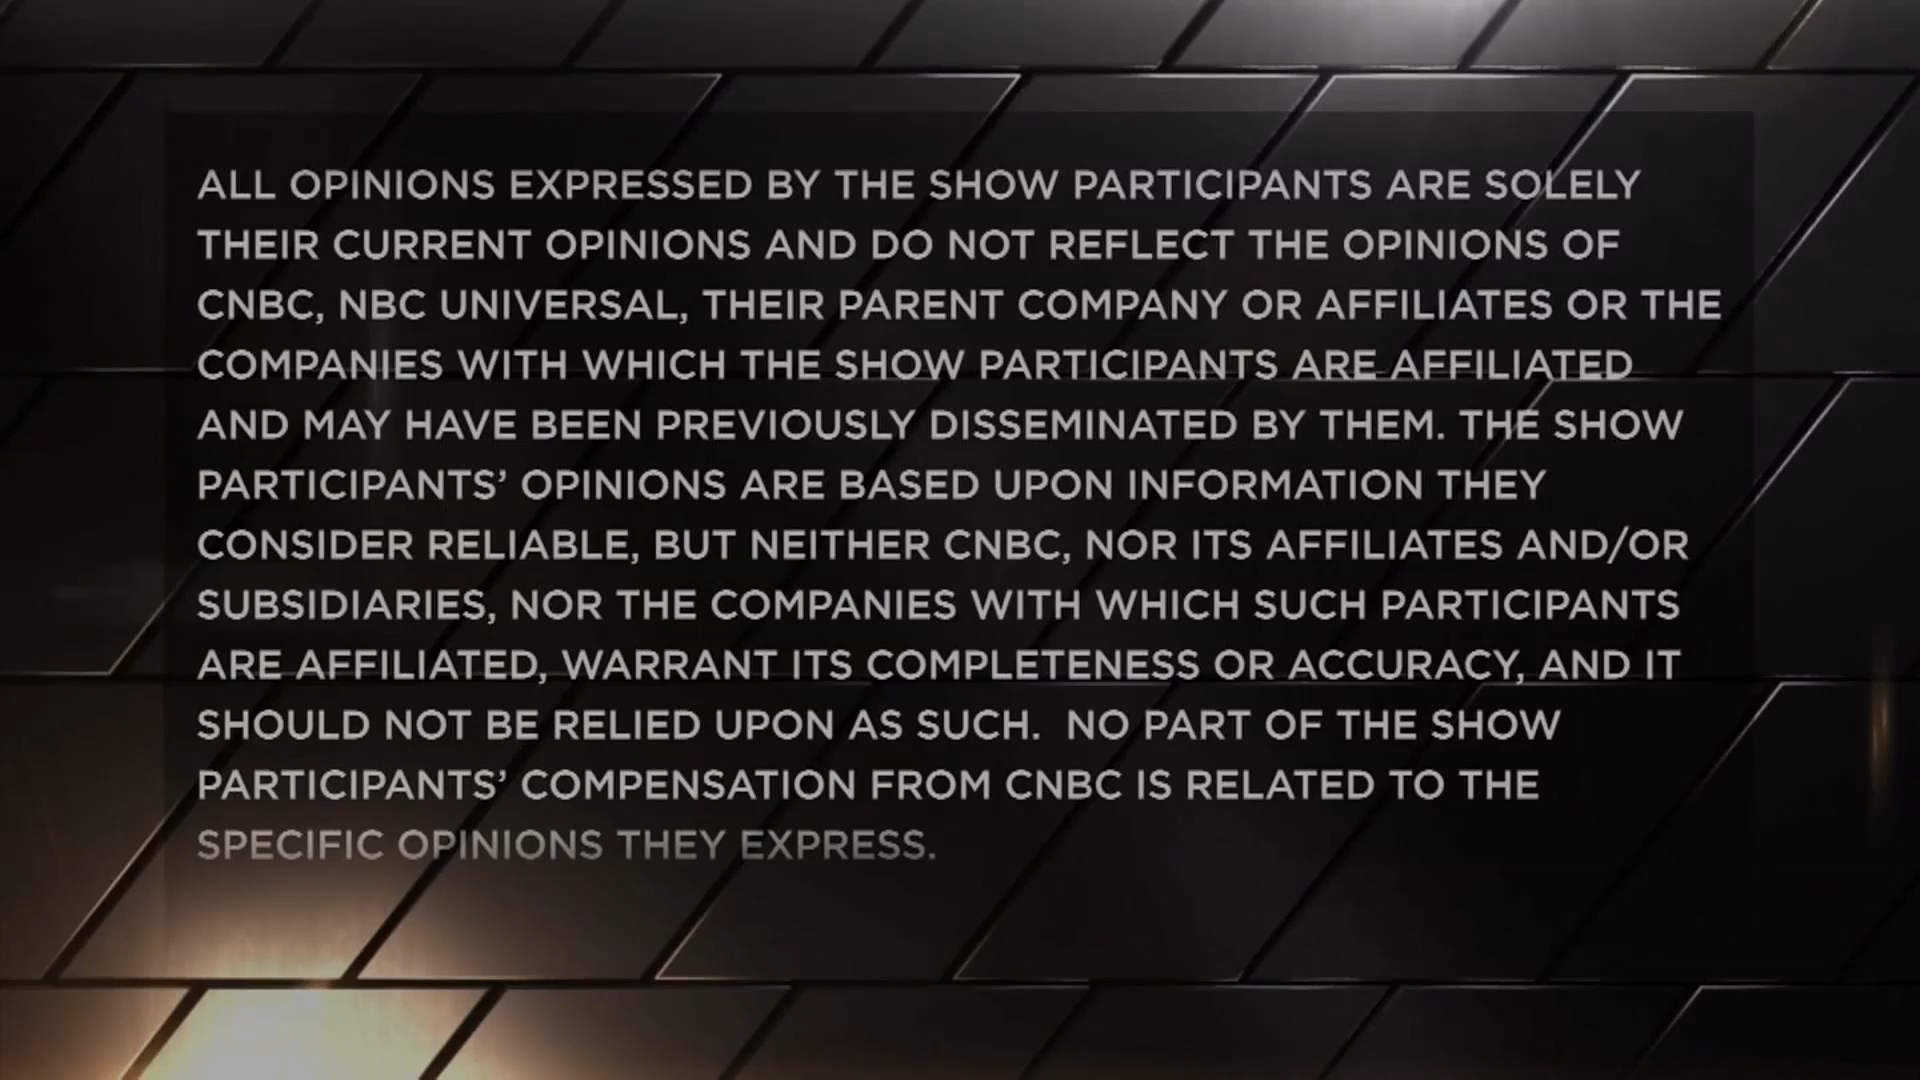 ALL OPINIONS EXPRESSED BY THE SHOW PARTICIPANTS ARE SOLELY
THEIR CURRENT OPINIONS AND DO NOT REFLECT THE OPINIONS OF
CNBC, NBC UNIVERSAL, THEIR PARENT COMPANY OR AFFILIATES OR THE
COMPANIES WITH WHICH THE SHOW PARTICIPANTS ARE AFFILIATED
AND MAY HAVE BEEN PREVIOUSLY DISSEMINATED BY THEM. THE SHOW
PARTICIPANTS’ OPINIONS ARE BASED UPON INFORMATION THEY
CONSIDER RELIABLE, BUT NEITHER CNBC, NOR ITS AFFILIATES AND/OR
SUBSIDIARIES, NOR THE COMPANIES WITH WHICH SUCH PARTICIPANTS
ARE AFFILIATED, WARRANT ITS COMPLETENESS OR ACCURACY, AND IT
SHOULD NOT BE RELIED UPON AS SUCH.  NO PART OF THE SHOW
PARTICIPANTS’ COMPENSATION FROM CNBC IS RELATED TO THE
SPECIFIC OPINIONS THEY EXPRESS.